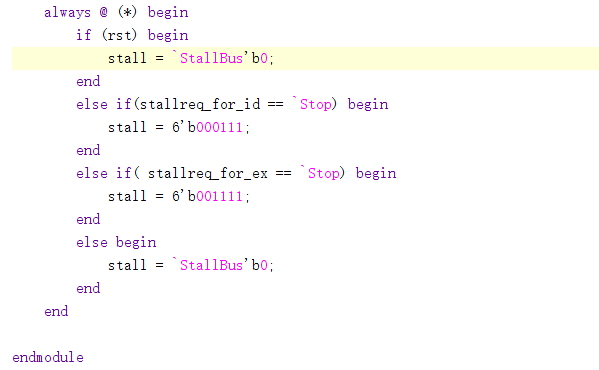 always @ (*) begin
if (rst) begin
stall = `StallBus'b0;
end
else if(stallreq_for_id == `Stop) begin
stall = 6'b000111;
end
else if( stallreq_for_ex == `Stop) begin
stall = 6'b001111;
end
else begin
stall = `StallBus'b0;
end
end
endmodule